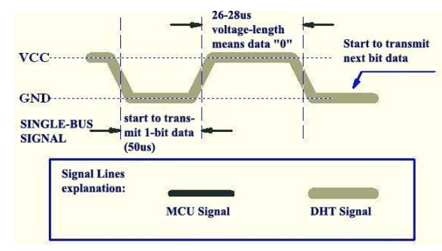 26-28us
voltage-length
means data "0"
Start to transmit
next bit data
VCC
GND
SINGLE-BUS
SIGNAL
start to trans-
mit 1-bit data
(50us)
Signal Lines
explanation:
MCU Signal
DHT Signal